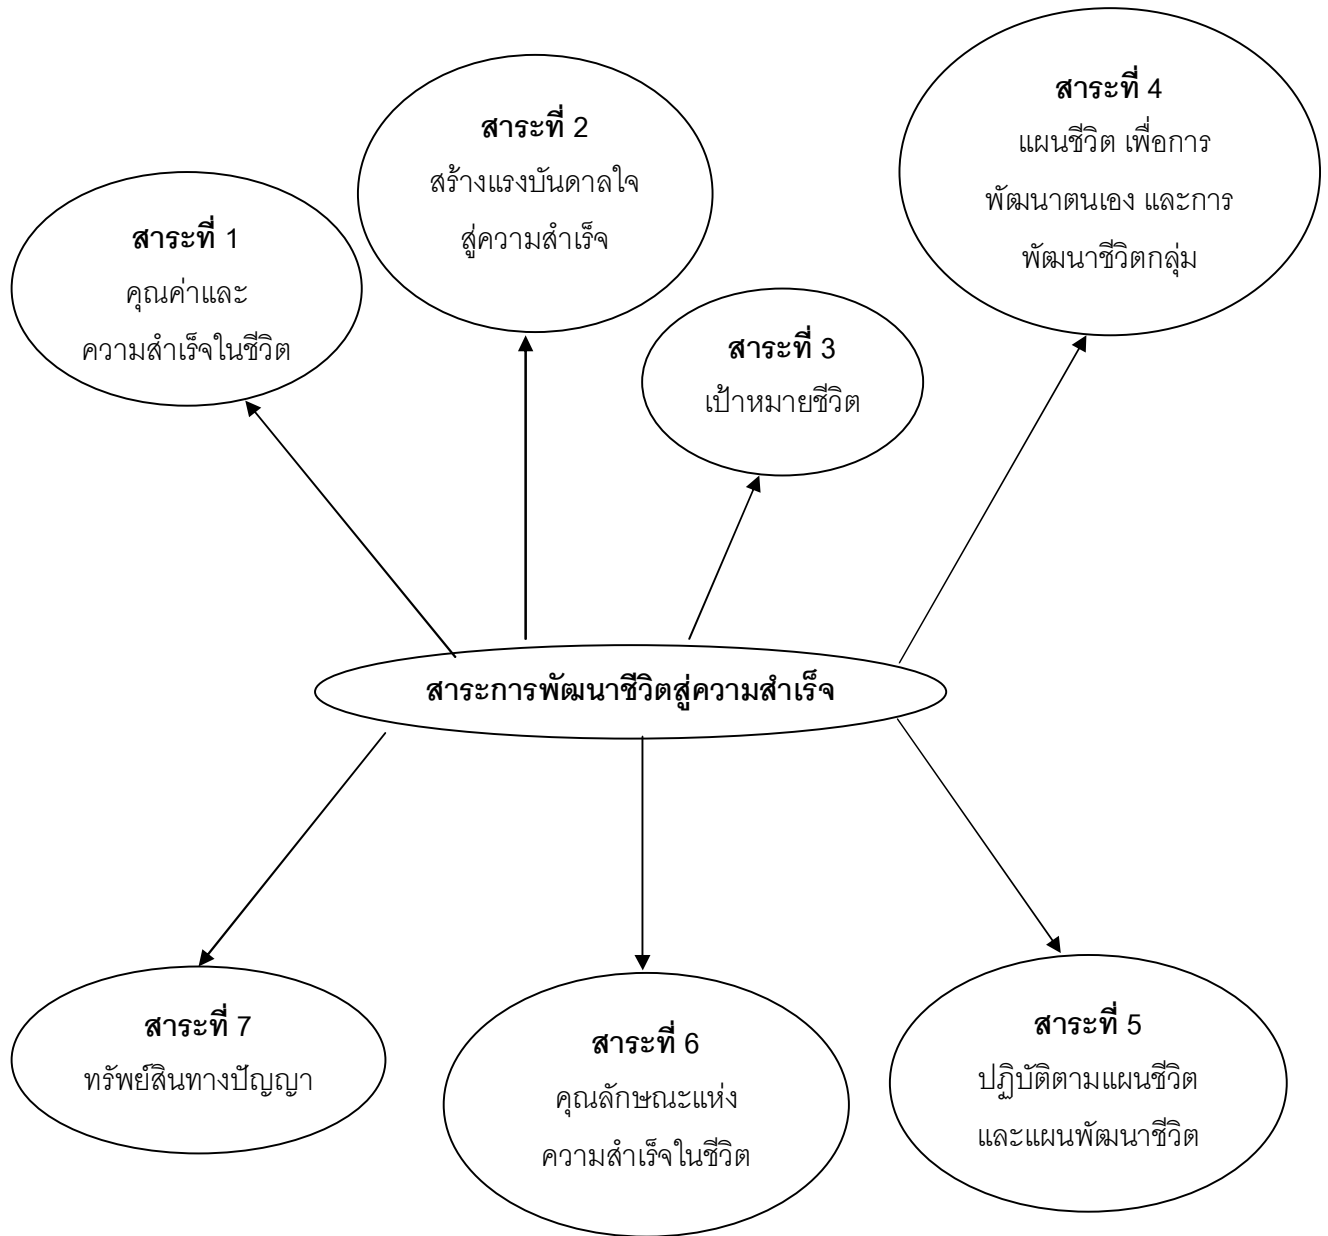 สาระที่ 1
คุณค่าและ
ความสำเร็จในชีวิต
สาระที่ 2
สร้างแรงบันดาลใจ
สู่ความสำเร็จ
สาระที่ 3
เป้าหมายชีวิต
สาระที่ 4
แผนชีวิต เพื่อการ
พัฒนาตนเอง และการ
พัฒนาชีวิตกลุ่ม
สาระการพัฒนาชีวิตสู่ความสำเร็จ
สาระที่ 7
ทรัพย์สินทางปัญญา
สาระที่ 6
คุณลักษณะแห่ง
ความสำเร็จในชีวิต
สาระที่ 5
ปฏิบัติตามแผนชีวิต
และแผนพัฒนาชีวิต